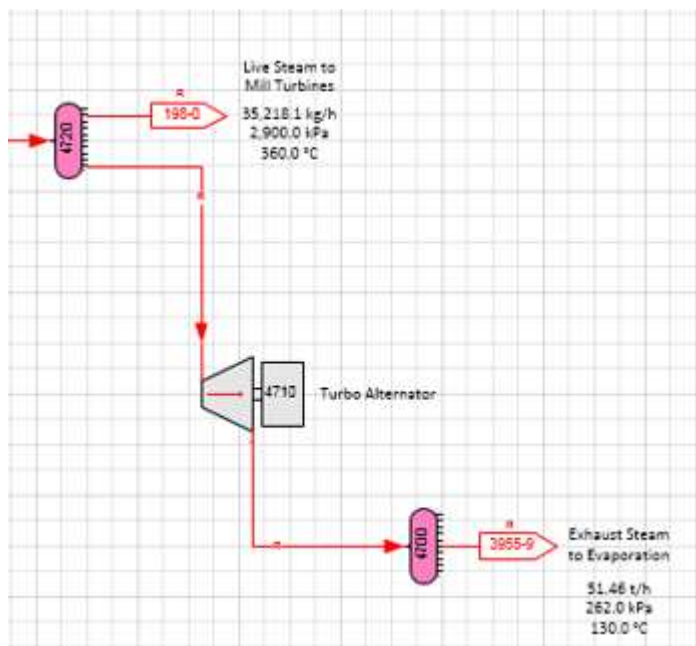 Live Steam to
Mill Turbines
R
198-0
35,218.1 kg/h
2,900.0 kPa
360.0 °C
4720
R
4710
Turbo Alternator
4700
R
R
3955-9
Exhaust Steam
to Evaporation
51.46 t/h
262.0 kPa
130.0 °C